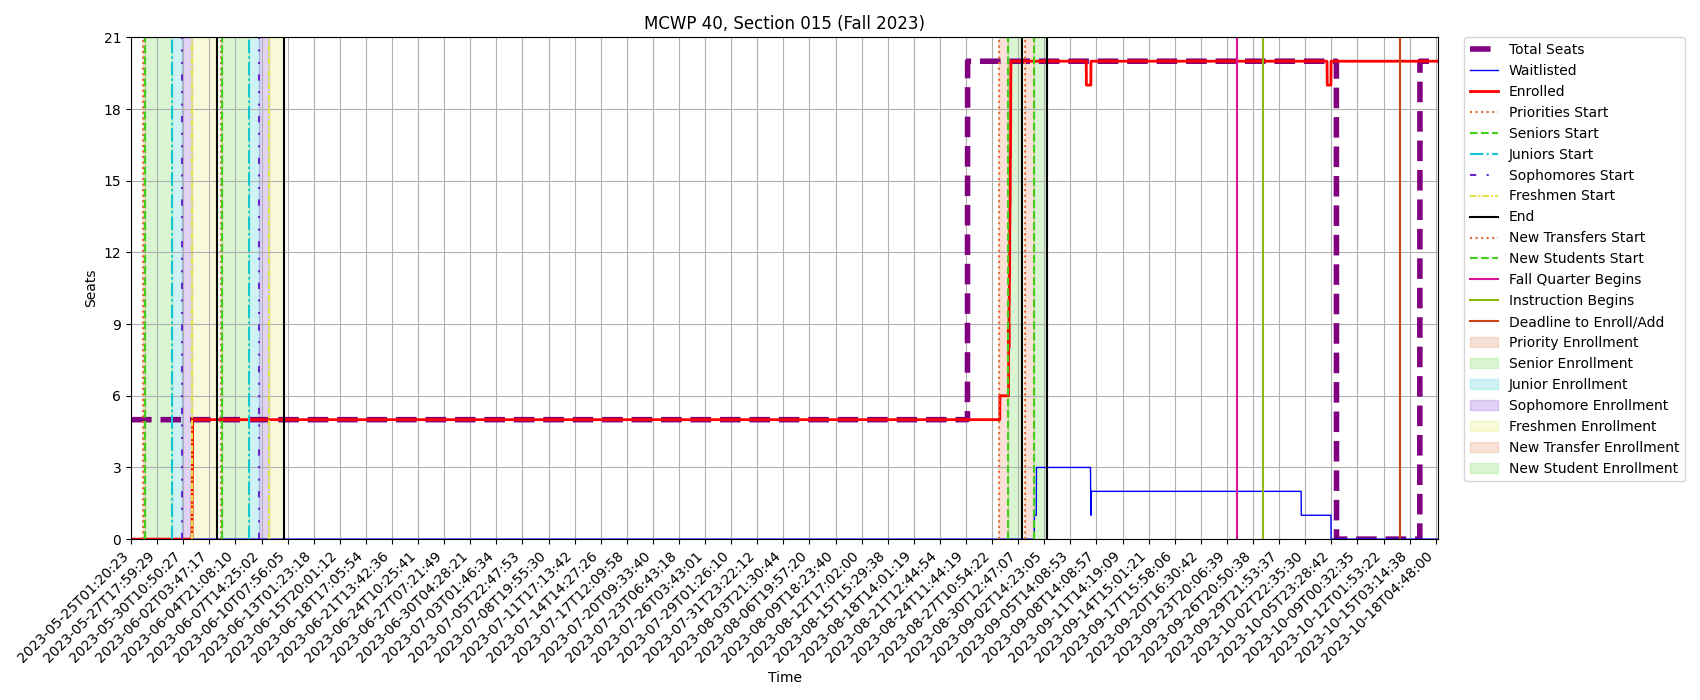 MCWP 40, Section 015 (Fall 2023)
Seats
21
18
15
12
9
6
3
0
2023-05-25T01:20:23
2023-05-27T17:59:29
2023-05-30T10:50:27
2023-06-02T03:47:17
2023-06-04T21:08:10
2023-06-07T14:25:02
2023-06-10T07:56:05
2023-06-13T01:23:18
2023-06-15T20:01:12
2023-06-18T17:05:54
2023-06-21T13:42:36
2023-06-24T10:25:41
2023-06-27T07:21:49
2023-06-30T04:28:21
2023-07-03T01:46:34
2023-07-05T22:47:53
2023-07-08T19:55:30
2023-07-11T17:13:42
2023-07-14T14:27:26
2023-07-17T12:09:58
2023-07-20T09:33:40
2023-07-23T06:43:18
2023-07-26T03:43:01
2023-07-29T01:26:10
2023-07-31T23:22:12
2023-08-03T21:30:44
2023-08-06T19:57:20
2023-08-09T18:23:40
2023-08-12T17:02:00
2023-08-15T15:29:38
2023-08-18T14:01:19
2023-08-21T12:44:54
2023-08-24T11:44:19
2023-08-27T10:54:22
2023-08-30T12:47:07
2023-09-02T14:23:05
2023-09-05T14:08:53
2023-09-08T14:08:57
2023-09-11T14:19:09
2023-09-14T15:01:21
2023-09-17T15:58:06
2023-09-20T16:30:42
2023-09-23T20:06:39
2023-09-26T20:50:38
2023-09-29T21:53:37
2023-10-02T22:35:30
2023-10-05T23:28:42
2023-10-09T00:32:35
2023-10-12T01:53:22
2023-10-15T03:14:38
2023-10-18T04:48:00
Time
Total Seats
Waitlisted
Enrolled
Priorities Start
Seniors Start
Juniors Start
Sophomores Start
Freshmen Start
End
New Transfers Start
New Students Start
Fall Quarter Begins
Instruction Begins
Deadline to Enroll/Add
Priority Enrollment
Senior Enrollment
Junior Enrollment
Sophomore Enrollment
Freshmen Enrollment
New Transfer Enrollment
New Student Enrollment